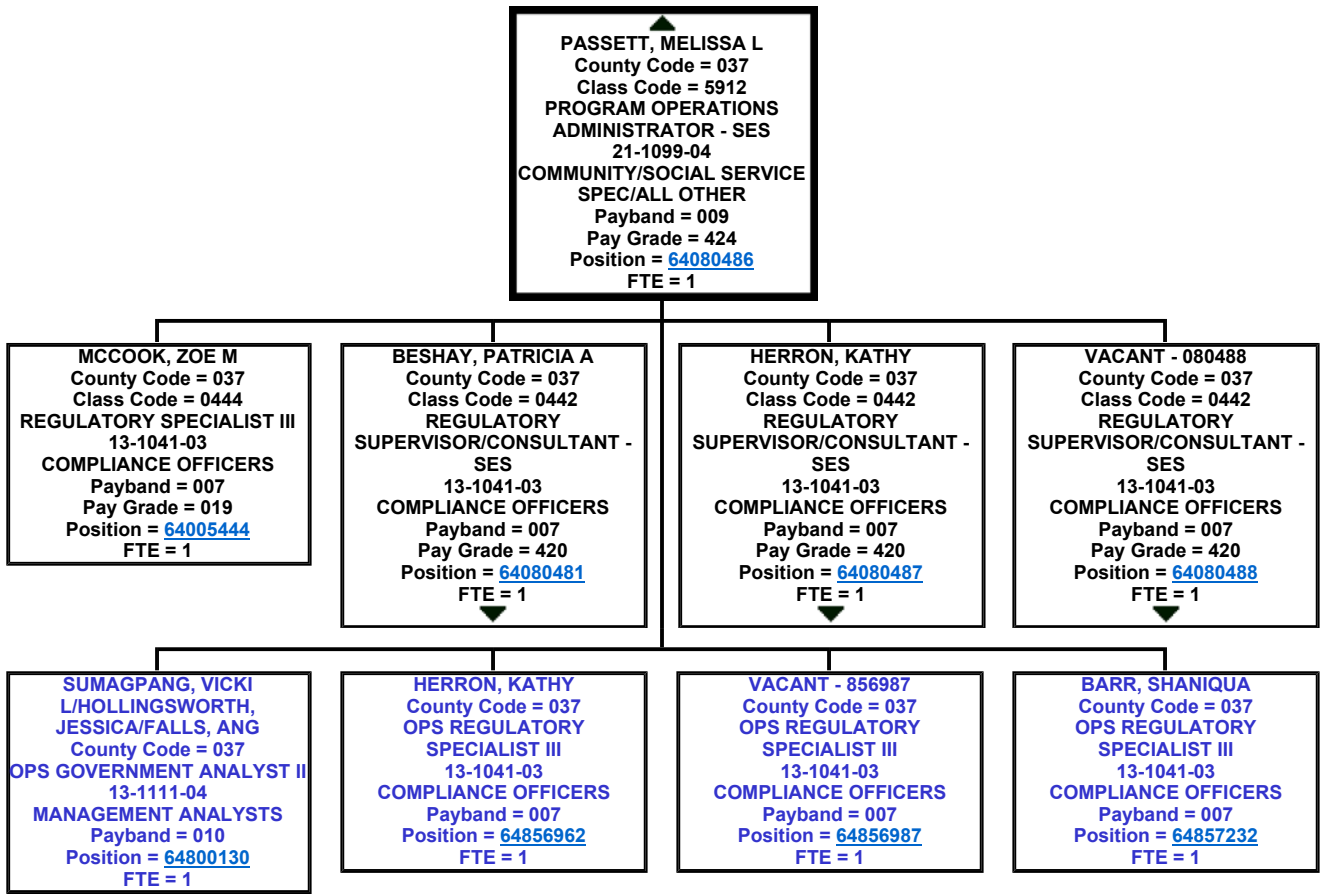 PASSETT, MELISSA L
County Code = 037
Class Code = 5912
PROGRAM OPERATIONS
ADMINISTRATOR - SES
21-1099-04
COMMUNITY/SOCIAL SERVICE
SPEC/ALL OTHER
Payband = 009
Pay Grade = 424
Position = 64080486
FTE = 1
MCCOOK, ZOE M
County Code = 037
Class Code = 0444
REGULATORY SPECIALIST III
13-1041-03
COMPLIANCE OFFICERS
Payband = 007
Pay Grade = 019
Position = 64005444
FTE = 1
BESHAY, PATRICIA A
County Code = 037
Class Code = 0442
REGULATORY
SUPERVISOR/CONSULTANT -
SES
13-1041-03
COMPLIANCE OFFICERS
Payband = 007
Pay Grade = 420
Position = 64080481
FTE = 1
HERRON, KATHY
County Code = 037
Class Code = 0442
REGULATORY
SUPERVISOR/CONSULTANT -
SES
13-1041-03
COMPLIANCE OFFICERS
Payband = 007
Pay Grade = 420
Position = 64080487
FTE = 1
VACANT - 080488
County Code = 037
Class Code = 0442
REGULATORY
SUPERVISOR/CONSULTANT -
SES
13-1041-03
COMPLIANCE OFFICERS
Payband = 007
Pay Grade = 420
Position = 64080488
FTE = 1
SUMAGPANG, VICKI
L/HOLLINGSWORTH,
JESSICA/FALLS, ANG
County Code = 037
OPS GOVERNMENT ANALYST II
13-1111-04
MANAGEMENT ANALYSTS
Payband = 010
Position = 64800130
FTE = 1
HERRON, KATHY
County Code = 037
OPS REGULATORY
SPECIALIST III
13-1041-03
COMPLIANCE OFFICERS
Payband = 007
Position = 64856962
FTE = 1
VACANT - 856987
County Code = 037
OPS REGULATORY
SPECIALIST III
13-1041-03
COMPLIANCE OFFICERS
Payband = 007
Position = 64856987
FTE = 1
BARR, SHANIQUA
County Code = 037
OPS REGULATORY
SPECIALIST III
13-1041-03
COMPLIANCE OFFICERS
Payband = 007
Position = 64857232
FTE = 1